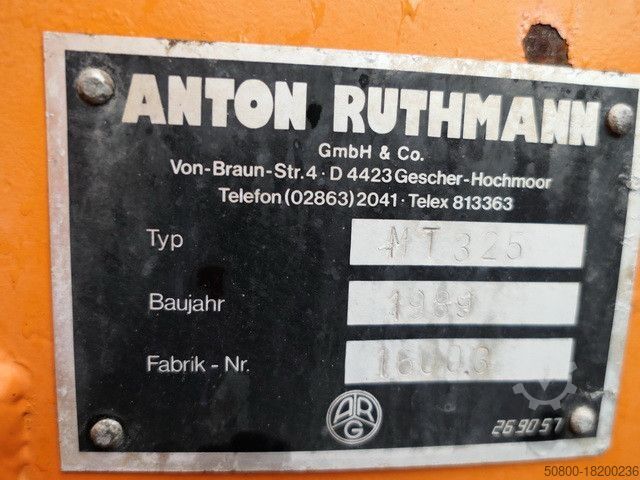 ANTON RUTHMANN
GmbH & Co.
Von-Braun-Str. 4 · D 4423 Gescher-Hochmoor
Telefon (02863) 2041 · Telex 813363
Typ MT 325
Baujahr 1989
Fabrik - Nr.
ARG
269057
50800-18200236